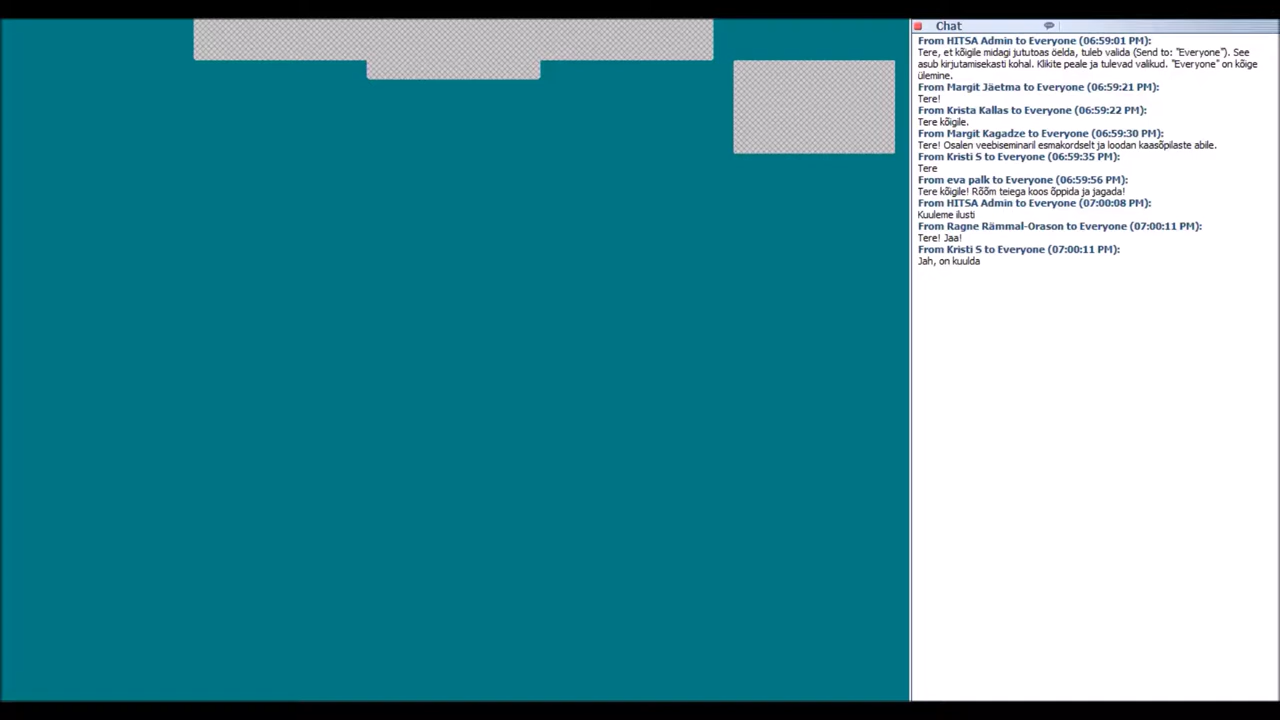 Chat
From HITSA Admin to Everyone (06:59:01 PM):
Tere, et kõigile midagi jututoas öelda, tuleb valida (Send to: "Everyone"). See
asub kirjutamisekasti kohal. Klikite peale ja tulevad valikud. "Everyone" on kõige
ülemine.
From Margit Jäetma to Everyone (06:59:21 PM):
Tere!
From Krista Kallas to Everyone (06:59:22 PM):
Tere kõigile.
From Margit Kagadze to Everyone (06:59:30 PM):
Tere! Osalen veebiseminaril esmakordselt ja loodan kaasõpilaste abile.
From Kristi S to Everyone (06:59:35 PM):
Tere
From eva palk to Everyone (06:59:56 PM):
Tere kõigile! Rõõm teiega koos õppida ja jagada!
From HITSA Admin to Everyone (07:00:08 PM):
Kuuleme ilusti
From Ragne Rämmal-Orason to Everyone (07:00:11 PM):
Tere! Jaa!
From Kristi S to Everyone (07:00:11 PM):
Jah, on kuulda